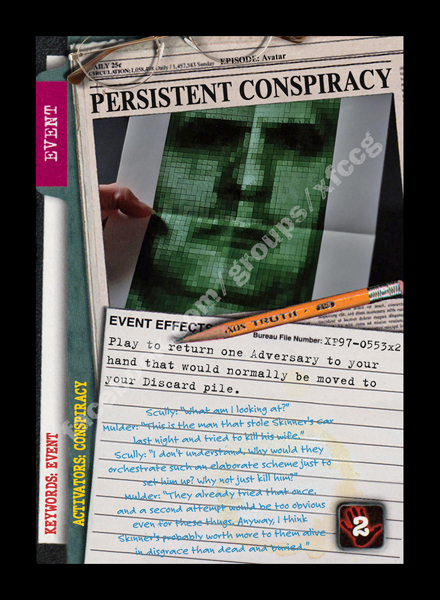 DAILY 25¢
EPISODE: Avatar
CIRCULATION: Daily / 1,457,583 Sunday
PERSISTENT CONSPIRACY
EVENT
TRUTH
EVENT EFFECTS
Bureau File Number: XF97-0553x2
Play to return one Adversary to your
hand that would normally be moved to
your Discard pile.
Scully: "What am I looking at?"
Mulder: "This is the man that stole Skinner's car
last night and tried to kill his wife."
Scully: "I don't understand. Why would they
orchestrate such an elaborate scheme just to
set him up? Why not just kill him?"
Mulder: "They already tried that once,
and a second attempt would be too obvious
even for these thugs. Anyway, I think
Skinner's probably worth more to them alive
in disgrace than dead and buried."
2
KEYWORDS: EVENT
ACTIVATORS: CONSPIRACY
/groups/xfccg